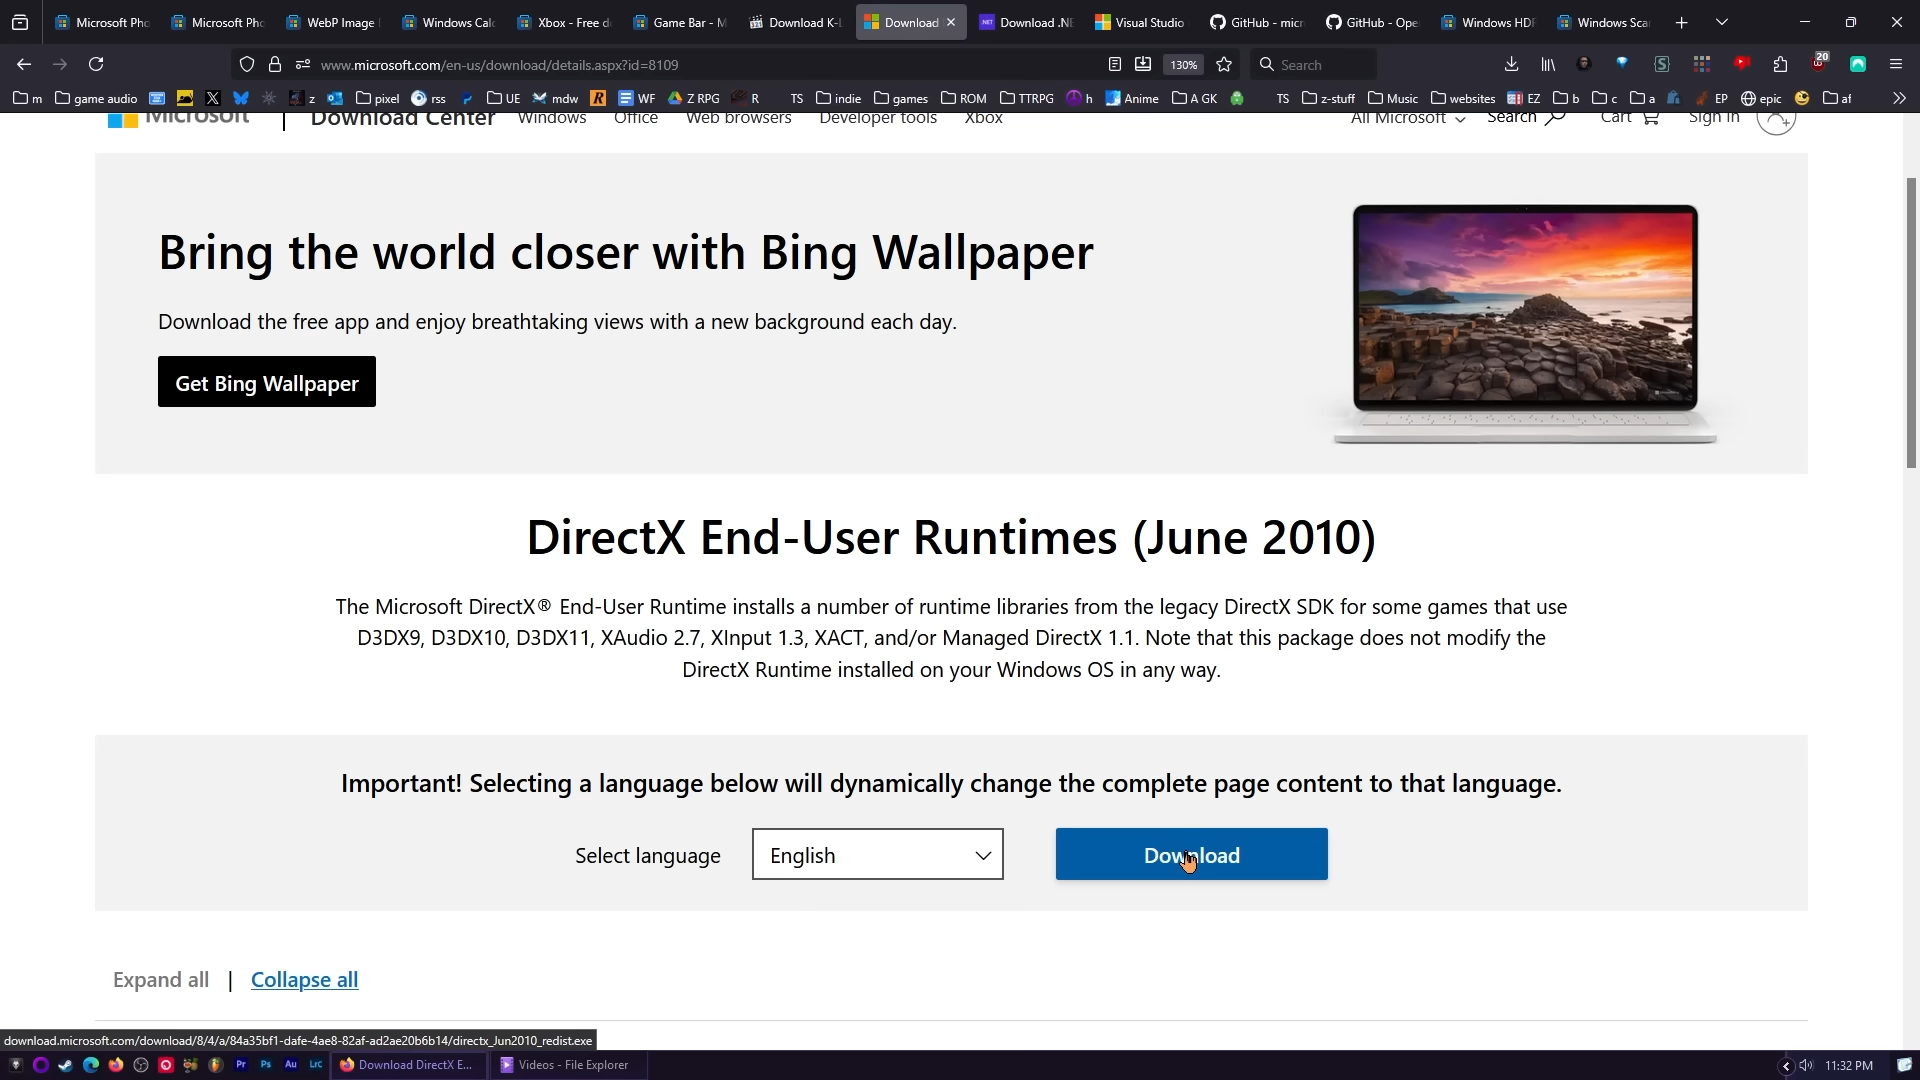 Microsoft Pho
Microsoft Pho
WebP Image
Windows Calc
Xbox - Free d
Game Bar - M
Download K-L
Download
Download .NE
Visual Studio
GitHub - micr
GitHub - Ope
Windows HDR
Windows Sca
www.microsoft.com/en-us/download/details.aspx?id=8109
130%
Search
20
m
game audio
z
pixel
rss
UE
mdw
WF
Z RPG
R
TS
indie
games
ROM
TTRPG
h
Anime
A GK
TS
z-stuff
Music
websites
EZ
b
c
a
EP
epic
af
Microsoft
Download Center
Windows
Office
Web browsers
Developer tools
Xbox
All Microsoft
Search
Cart
Sign in
Bring the world closer with Bing Wallpaper
Download the free app and enjoy breathtaking views with a new background each day.
Get Bing Wallpaper
DirectX End-User Runtimes (June 2010)
The Microsoft DirectX® End-User Runtime installs a number of runtime libraries from the legacy DirectX SDK for some games that use
D3DX9, D3DX10, D3DX11, XAudio 2.7, XInput 1.3, XACT, and/or Managed DirectX 1.1. Note that this package does not modify the
DirectX Runtime installed on your Windows OS in any way.
Important! Selecting a language below will dynamically change the complete page content to that language.
Select language
English
Download
Expand all | Collapse all
download.microsoft.com/download/8/4/a/84a35bf1-dafe-4ae8-82af-ad2ae20b6b14/directx_Jun2010_redist.exe
Pr
Ps
Au
Lrc
Download DirectX E...
Videos - File Explorer
11:32 PM